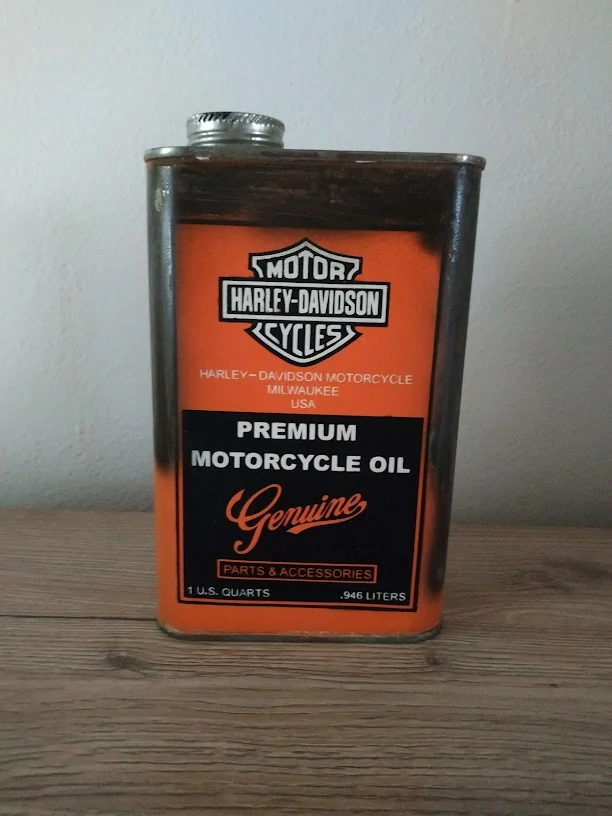 MOTOR
HARLEY-DAVIDSON
CYCLES
HARLEY-DAVIDSON MOTORCYCLE
MILWAUKEE
USA
PREMIUM
MOTORCYCLE OIL
Genuine
PARTS & ACCESSORIES
1 U.S. QUARTS .946 LITERS